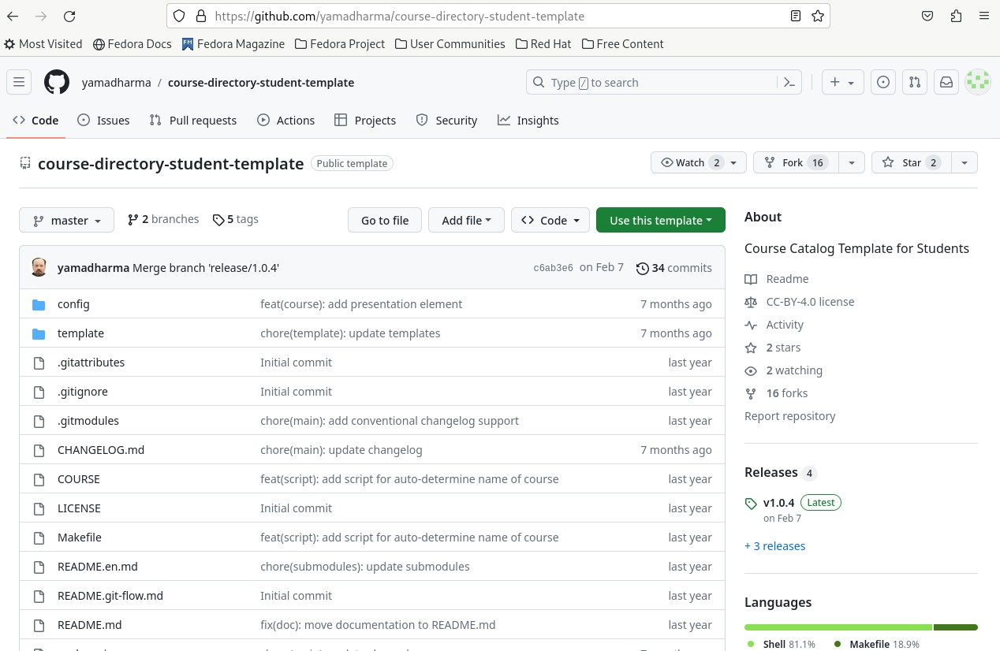 https://github.com/yamadharma/course-directory-student-template
Most Visited Fedora Docs Fedora Magazine Fedora Project User Communities Red Hat Free Content
yamadharma / course-directory-student-template Type / to search
Code Issues Pull requests Actions Projects Security Insights
course-directory-student-template Public template Watch 2 Fork 16 Star 2
master 2 branches 5 tags Go to file Add file Code Use this template
yamadharma Merge branch 'release/1.0.4' c6ab3e6 on Feb 7 34 commits
config feat(course): add presentation element 7 months ago
template chore(template): update templates 7 months ago
.gitattributes Initial commit last year
.gitignore Initial commit last year
.gitmodules chore(main): add conventional changelog support last year
CHANGELOG.md chore(main): update changelog 7 months ago
COURSE feat(script): add script for auto-determine name of course last year
LICENSE Initial commit last year
Makefile feat(script): add script for auto-determine name of course last year
README.en.md chore(submodules): update submodules last year
README.git-flow.md Initial commit last year
README.md fix(doc): move documentation to README.md last year
About
Course Catalog Template for Students
Readme
CC-BY-4.0 license
Activity
2 stars
2 watching
16 forks
Report repository
Releases 4
v1.0.4 Latest
on Feb 7
+ 3 releases
Languages
Shell 81.1% Makefile 18.9%